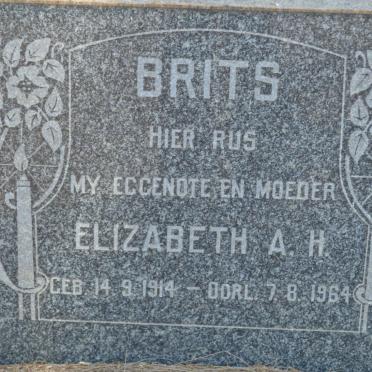 BRITS
HIER RUS
MY EGGENOTE EN MOEDER
ELIZABETH A. H.
GEB. 14. 9. 1914 – OORL. 7. 8. 1964